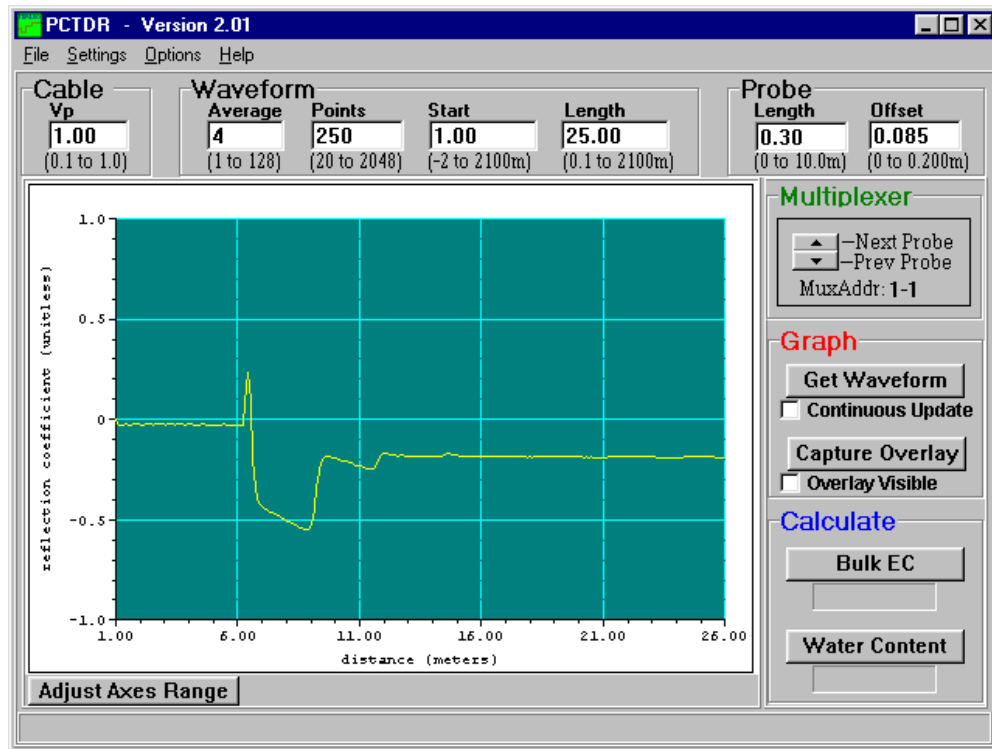 PCTDR - Version 2.01
File Settings Options Help
Cable
Vp
1.00
(0.1 to 1.0)
Waveform
Average Points Start Length
4 250 1.00 25.00
(1 to 128) (20 to 2048) (-2 to 2100m) (0.1 to 2100m)
Probe
Length Offset
0.30 0.085
(0 to 10.0m) (0 to 0.200m)
reflection coefficient (unitless)
1.0
0.5
0
-0.5
-1.0
1.00 6.00 11.00 16.00 21.00 26.00
distance (meters)
Adjust Axes Range
Multiplexer
Next Probe
Prev Probe
MuxAddr: 1-1
Graph
Get Waveform
Continuous Update
Capture Overlay
Overlay Visible
Calculate
Bulk EC
Water Content